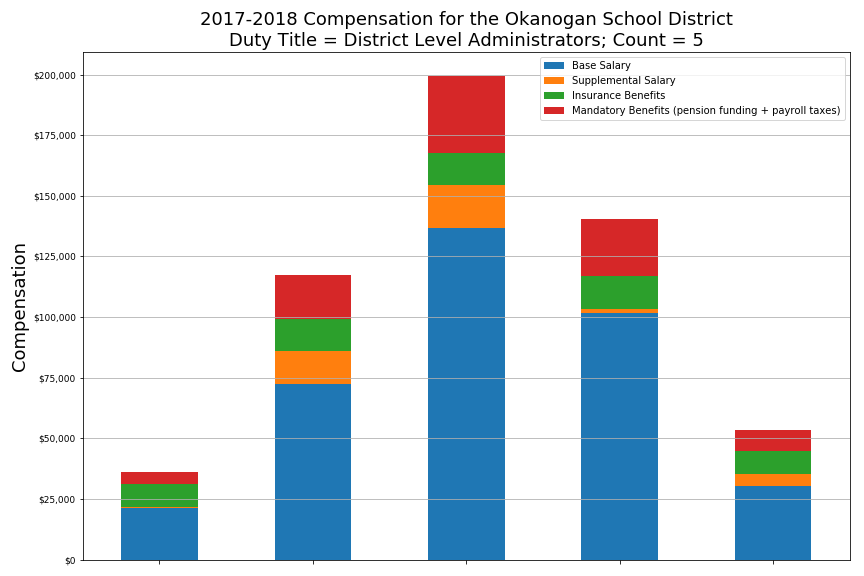 2017-2018 Compensation for the Okanogan School District
Duty Title = District Level Administrators; Count = 5
Base Salary
Supplemental Salary
Insurance Benefits
Mandatory Benefits (pension funding + payroll taxes)
Compensation
$200,000
$175,000
$150,000
$125,000
$100,000
$75,000
$50,000
$25,000
$0